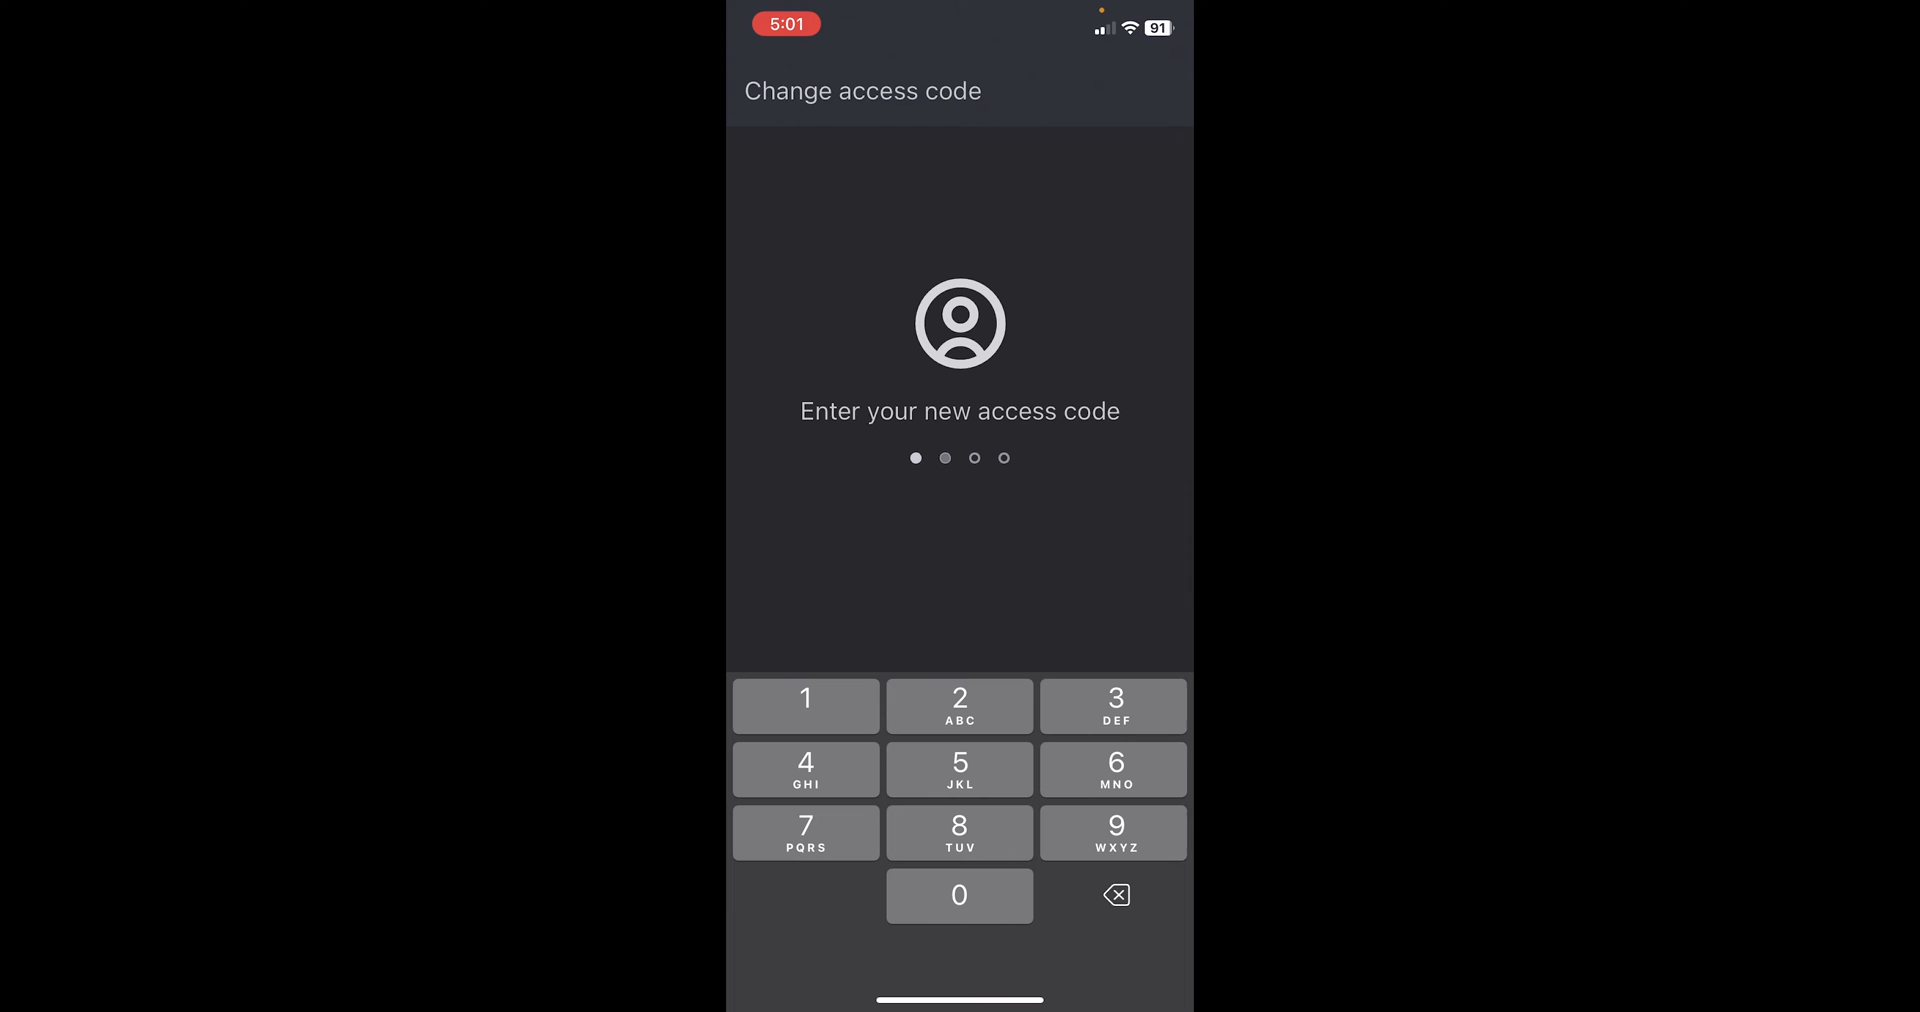 5:01
91
Change access code
Enter your new access code
1
2
ABC
3
DEF
4
GHI
5
JKL
6
MNO
7
PQRS
8
TUV
9
WXYZ
0